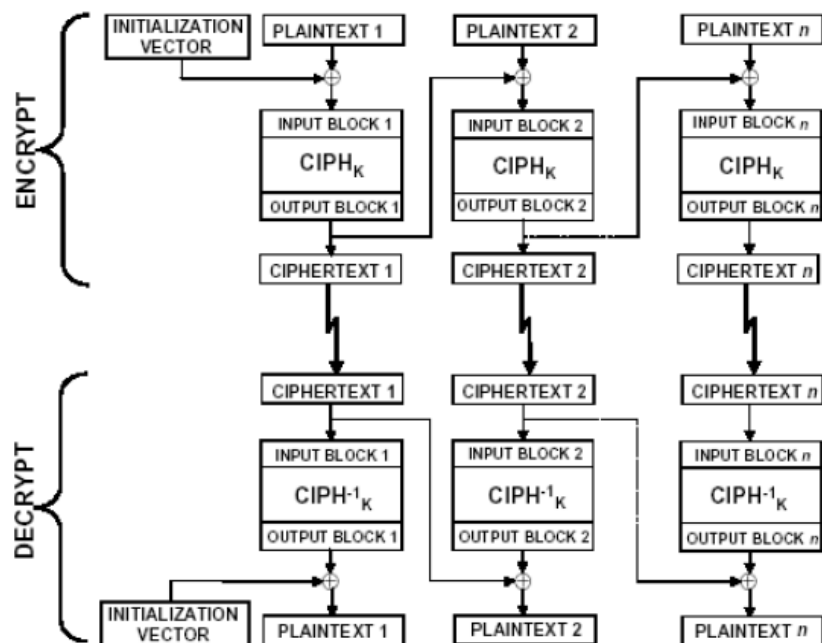 INITIALIZATION
VECTOR
PLAINTEXT 1
PLAINTEXT 2
PLAINTEXT n
ENCRYPT
INPUT BLOCK 1
INPUT BLOCK 2
INPUT BLOCK n
CIPHK
CIPHK
CIPHK
OUTPUT BLOCK 1
OUTPUT BLOCK 2
OUTPUT BLOCK n
CIPHERTEXT 1
CIPHERTEXT 2
CIPHERTEXT n
DECRYPT
CIPHERTEXT 1
CIPHERTEXT 2
CIPHERTEXT n
INPUT BLOCK 1
INPUT BLOCK 2
INPUT BLOCK n
CIPH-1K
CIPH-1K
CIPH-1K
OUTPUT BLOCK 1
OUTPUT BLOCK 2
OUTPUT BLOCK n
INITIALIZATION
VECTOR
PLAINTEXT 1
PLAINTEXT 2
PLAINTEXT n